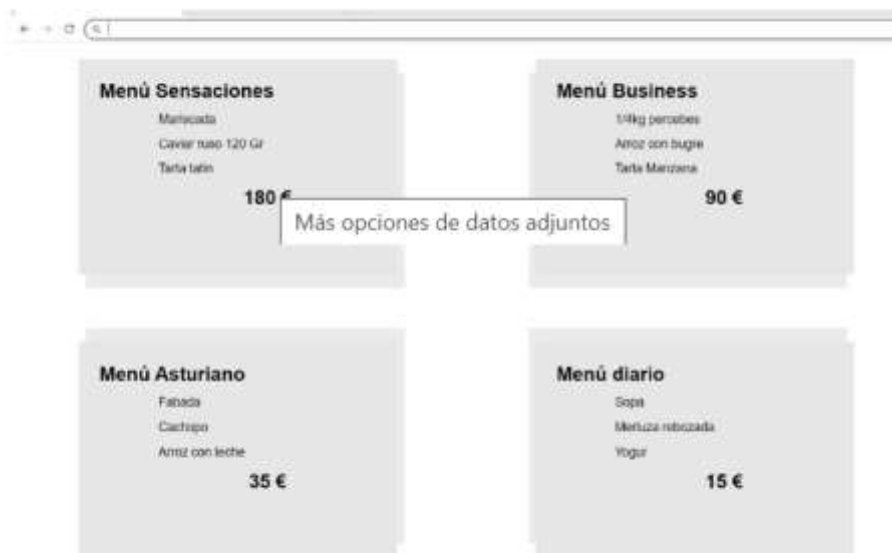 Menú Sensaciones
Mariscada
Caviar ruso 120 Gr
Tarta tatin
180 €
Menú Business
1/4kg percebes
Arroz con bugre
Tarta Manzana
90 €
Más opciones de datos adjuntos
Menú Asturiano
Fabada
Cachopo
Arroz con leche
35 €
Menú diario
Sopa
Merluza rebozada
Yogur
15 €